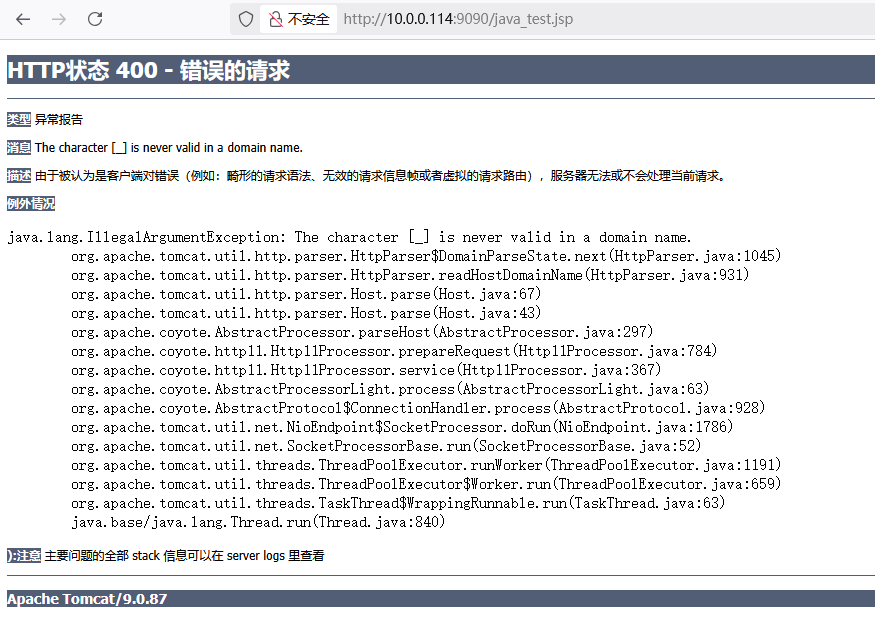 不安全 http://10.0.0.114:9090/java_test.jsp
HTTP状态 400 - 错误的请求
类型 异常报告
消息 The character [_] is never valid in a domain name.
描述 由于被认为是客户端对错误（例如：畸形的请求语法、无效的请求信息帧或者虚拟的请求路由），服务器无法或不会处理当前请求。
例外情况
java.lang.IllegalArgumentException: The character [_] is never valid in a domain name.
org.apache.tomcat.util.http.parser.HttpParser$DomainParseState.next(HttpParser.java:1045)
org.apache.tomcat.util.http.parser.HttpParser.readHostDomainName(HttpParser.java:931)
org.apache.tomcat.util.http.parser.Host.parse(Host.java:67)
org.apache.tomcat.util.http.parser.Host.parse(Host.java:43)
org.apache.coyote.AbstractProcessor.parseHost(AbstractProcessor.java:297)
org.apache.coyote.http11.Http11Processor.prepareRequest(Http11Processor.java:784)
org.apache.coyote.http11.Http11Processor.service(Http11Processor.java:367)
org.apache.coyote.AbstractProcessorLight.process(AbstractProcessorLight.java:63)
org.apache.coyote.AbstractProtocol$ConnectionHandler.process(AbstractProtocol.java:928)
org.apache.tomcat.util.net.NioEndpoint$SocketProcessor.doRun(NioEndpoint.java:1786)
org.apache.tomcat.util.net.SocketProcessorBase.run(SocketProcessorBase.java:52)
org.apache.tomcat.util.threads.ThreadPoolExecutor.runWorker(ThreadPoolExecutor.java:1191)
org.apache.tomcat.util.threads.ThreadPoolExecutor$Worker.run(ThreadPoolExecutor.java:659)
org.apache.tomcat.util.threads.TaskThread$WrappingRunnable.run(TaskThread.java:63)
java.base/java.lang.Thread.run(Thread.java:840)
):注意 主要问题的全部 stack 信息可以在 server logs 里查看
Apache Tomcat/9.0.87